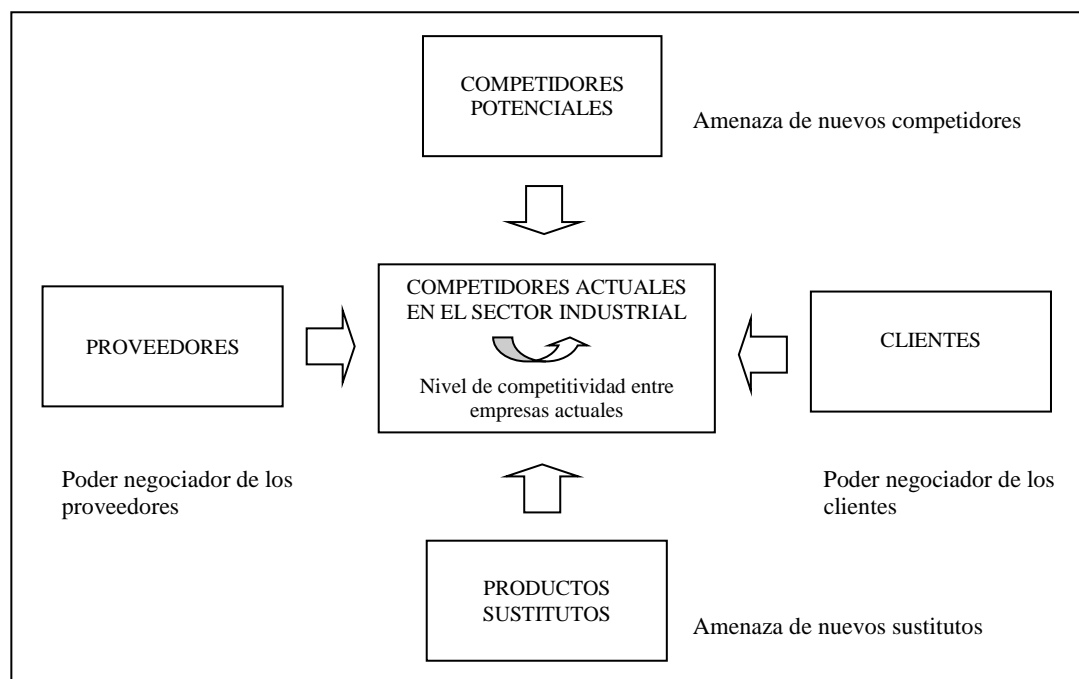 COMPETIDORES
POTENCIALES
Amenaza de nuevos competidores
COMPETIDORES ACTUALES
EN EL SECTOR INDUSTRIAL
Nivel de competitividad entre
empresas actuales
PROVEEDORES
CLIENTES
Poder negociador de los
proveedores
Poder negociador de los
clientes
PRODUCTOS
SUSTITUTOS
Amenaza de nuevos sustitutos